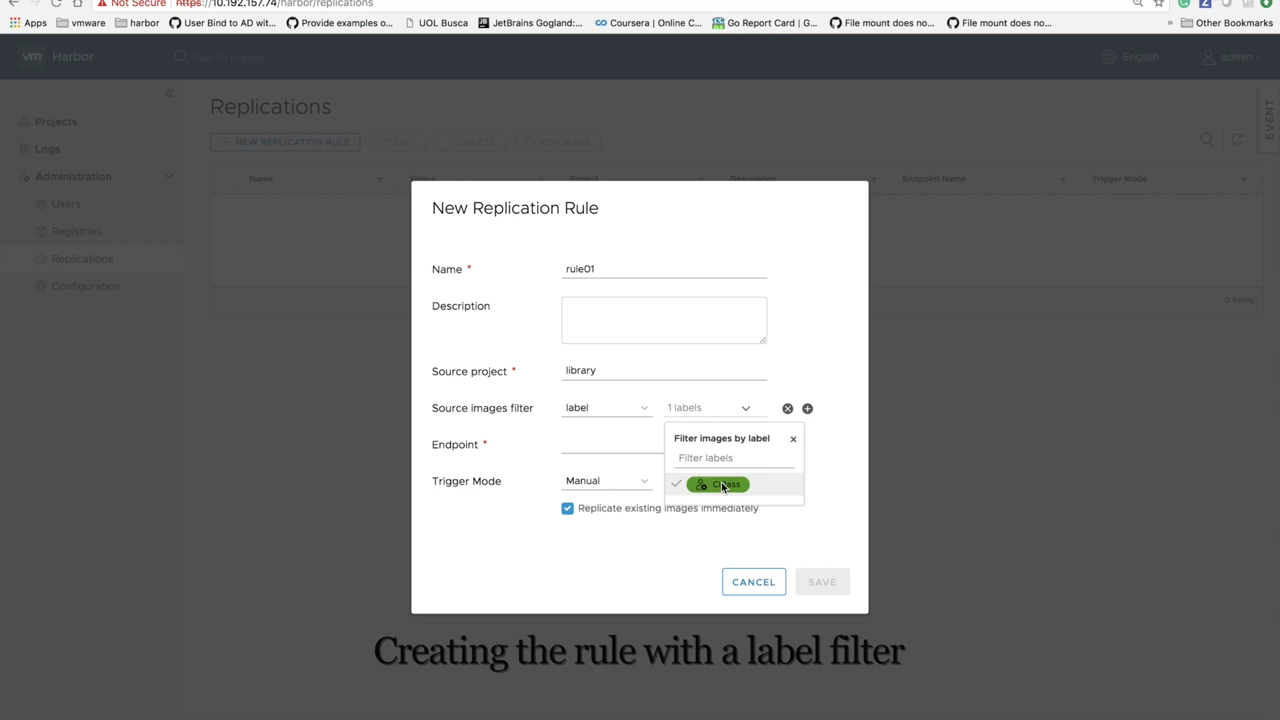 Not Secure https://10.192.157.74/harbor/replications
Apps vmware harbor User Bind to AD wit... Provide examples o... UOL Busca JetBrains Gogland:... Coursera | Online C... Go Report Card | G... File mount does no... File mount does no... » Other Bookmarks
vm Harbor Search Harbor... English admin
Projects
Logs
Administration
Users
Registries
Replications
Configuration
Replications
+ NEW REPLICATION RULE EDIT DELETE REPLICATE
EVENT
Name Status Project Description Endpoint Name Trigger Mode
0 items
New Replication Rule
Name * rule01
Description
Source project * library
Source images filter label 1 labels
Endpoint *
Filter images by label
Filter labels
Trigger Mode Manual
Replicate existing images immediately
CANCEL SAVE
Creating the rule with a label filter